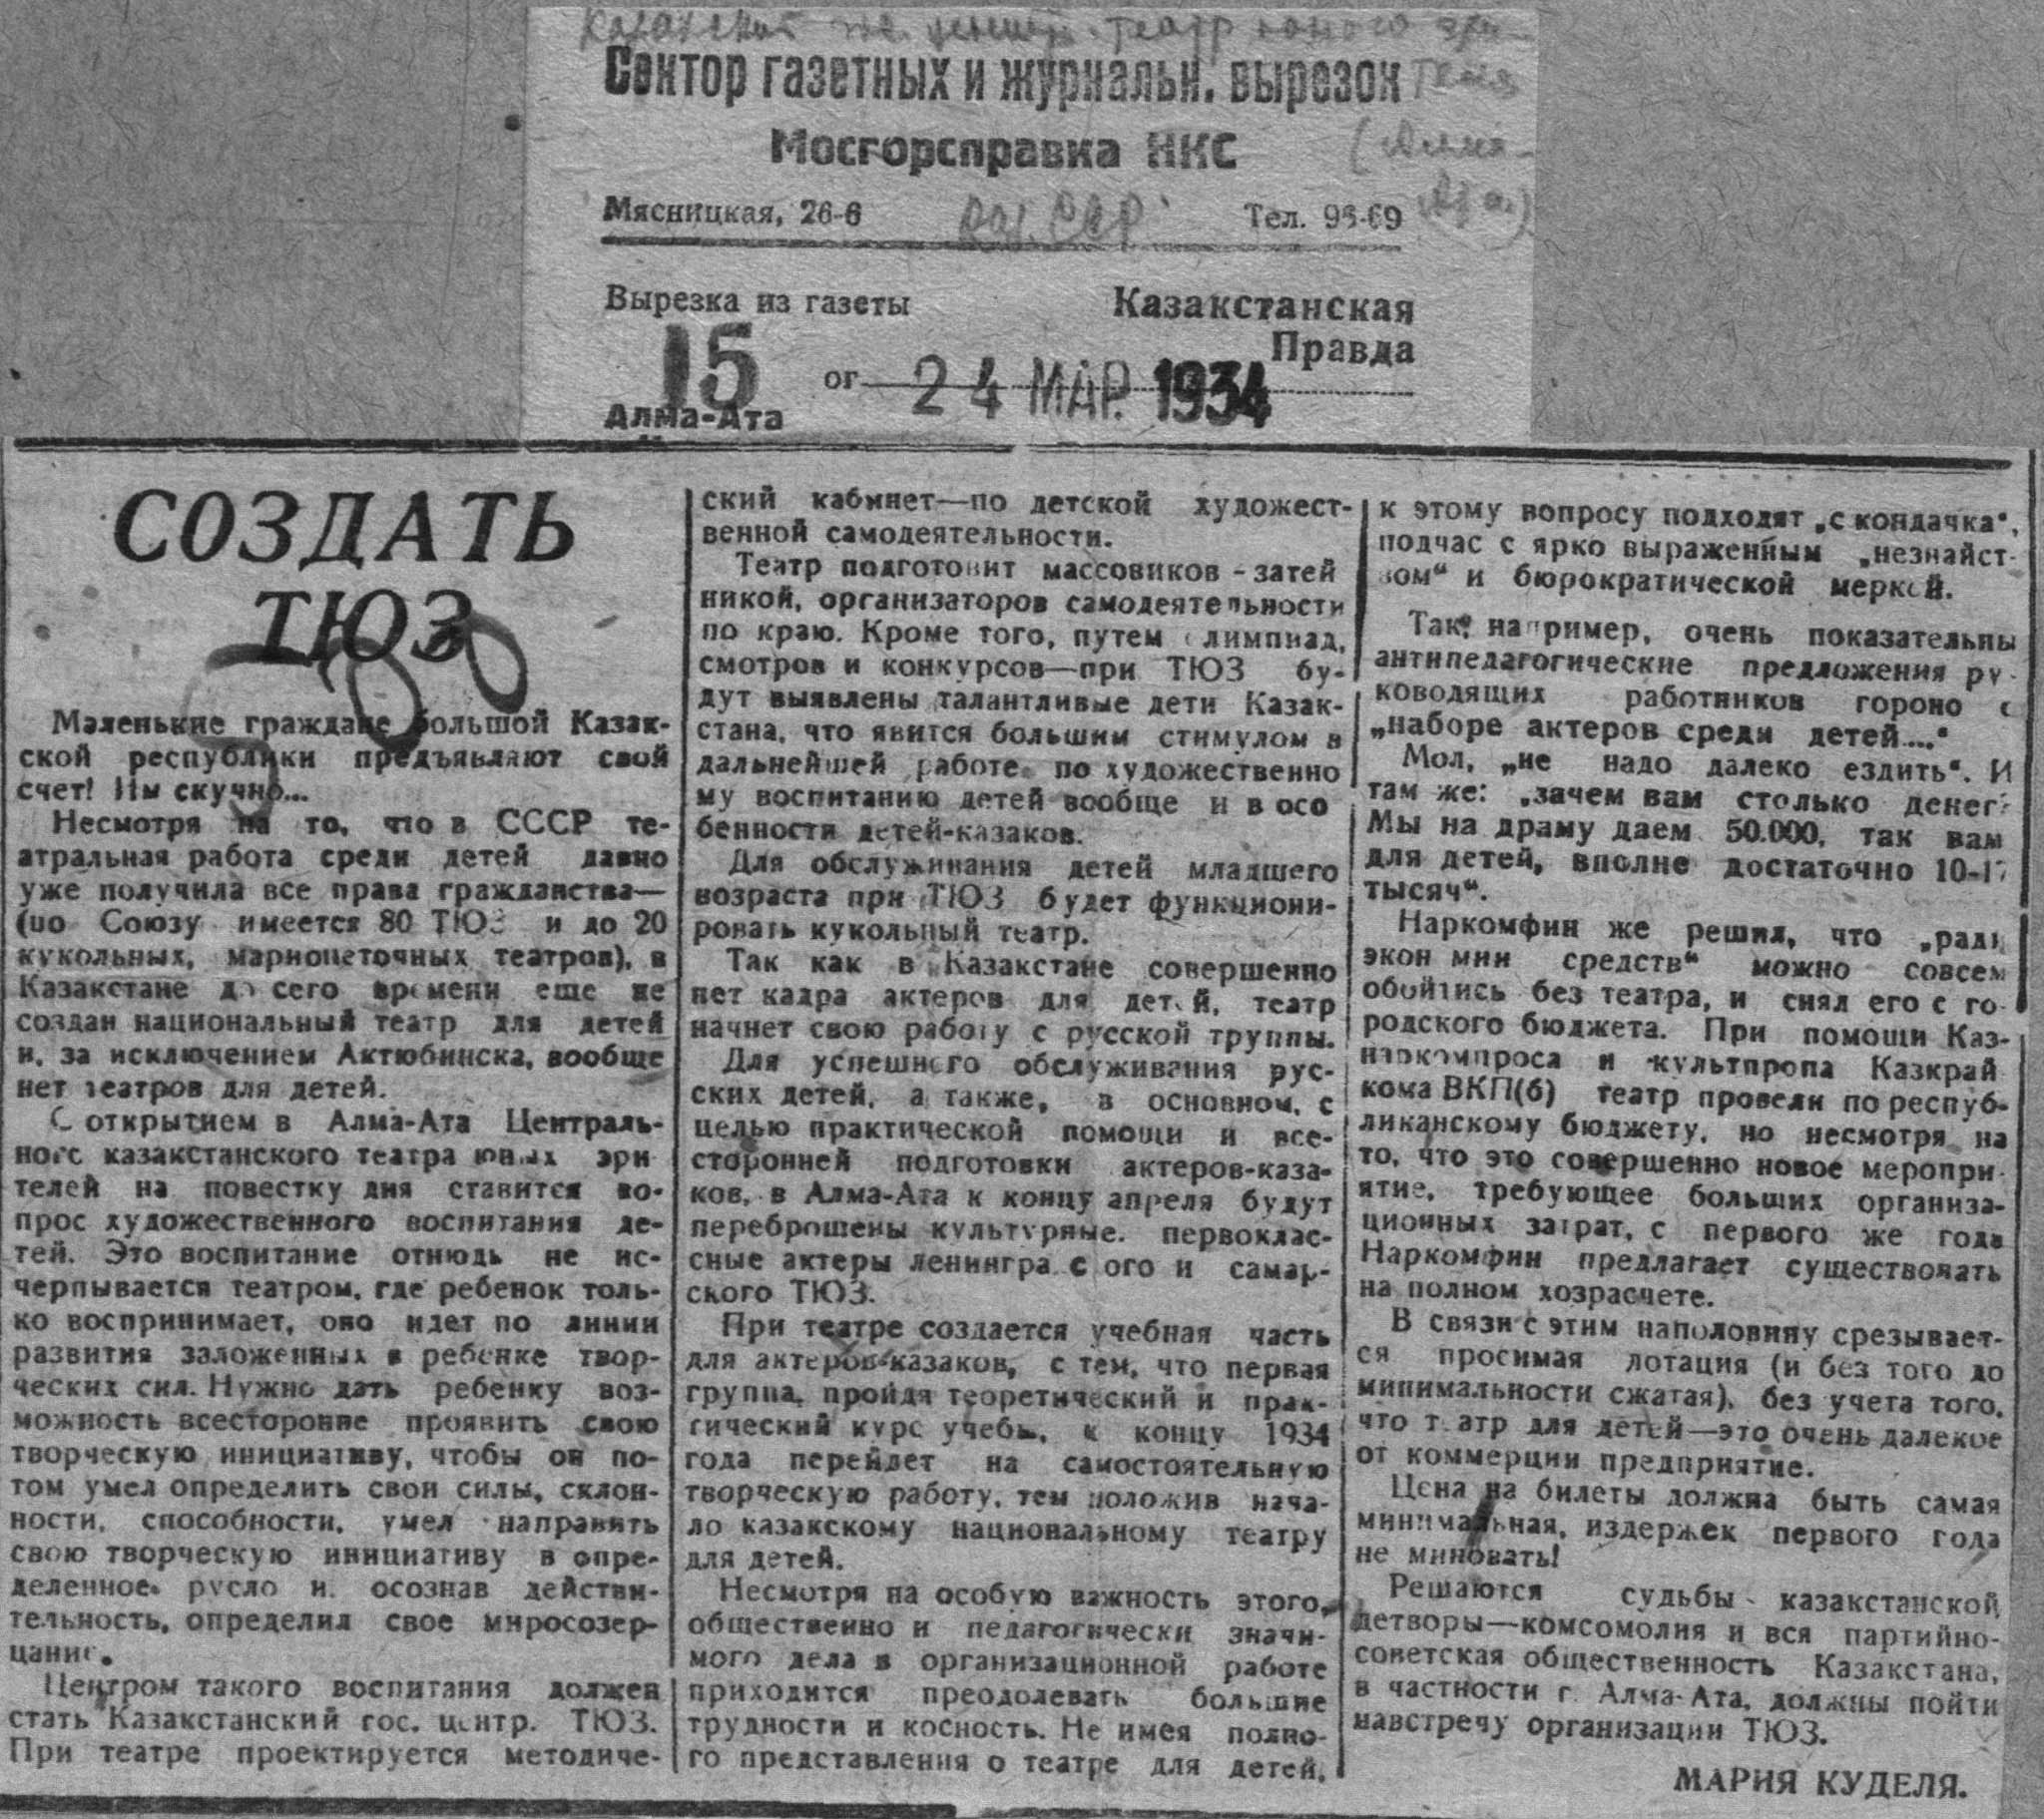 Казакский
театр юного зри-
теля
Сектор газетных и журнальн. вырезок
Мосгорсправка НКС
(Алма-
Ата)
Мясницкая, 26-б
Каз. ССР
Тел. 96-69
Вырезка из газеты
Казакстанская
Правда
15
от 24 МАР. 1934
Алма-Ата
СОЗДАТЬ
ТЮЗ
Маленькие граждане большой Казак-
ской республики предъявляют свой
счет! Им скучно...
Несмотря на то, что в СССР те-
атральная работа среди детей давно
уже получила все права гражданства—
(по Союзу имеется 80 ТЮЗ и до 20
кукольных, марионеточных театров), в
Казакстане до сего времени еще не
создан национальный театр для детей
и, за исключением Актюбинска, вообще
нет театров для детей.
С открытием в Алма-Ата Централь-
ного казакстанского театра юных зри
телей на повестку дня ставится во-
прос художественного воспитания де-
тей. Это воспитание отнюдь не ис-
черпывается театром, где ребенок толь-
ко воспринимает, оно идет по линии
развития заложенных в ребенке твор-
ческих сил. Нужно дать ребенку воз-
можность всесторонне проявить свою
творческую инициативу, чтобы он по-
том умел определить свои силы, склон-
ности, способности, умел направить
свою творческую инициативу в опре-
деленное русло и, осознав действи-
тельность, определил свое миросозер-
цание.
Центром такого воспитания должен
стать Казакстанский гос. центр. ТЮЗ.
При театре проектируется методиче-
ский кабинет—по детской художест-
венной самодеятельности.
Театр подготовит массовиков-затей
никой, организаторов самодеятельности
по краю. Кроме того, путем олимпиад,
смотров и конкурсов—при ТЮЗ бу-
дут выявлены талантливые дети Казак-
стана, что явится большим стимулом в
дальнейшей работе по художественно
му воспитанию детей вообще и в осо
бенности детей-казаков.
Для обслуживания детей младшего
возраста при ТЮЗ будет функциони-
ровать кукольный театр.
Так как в Казакстане совершенно
нет кадра актеров для детей, театр
начнет свою работу с русской труппы.
Для успешного обслуживания рус-
ских детей, а также, в основном, с
целью практической помощи и все-
сторонней подготовки актеров-каза-
ков, в Алма-Ата к концу апреля будут
переброшены культурные, первоклас-
сные актеры ленинградского и самар-
ского ТЮЗ.
При театре создается учебная часть
для актеров-казаков, с тем, что первая
группа, пройдя теоретический и прак-
тический курс учебы, к концу 1934
года перейдет на самостоятельную
творческую работу, тем положив нача-
ло казакскому национальному театру
для детей.
Несмотря на особую важность этого,
общественно и педагогически значи-
мого дела в организационной работе
приходится преодолевать большие
трудности и косность. Не имея полно-
го представления о театре для детей,
к этому вопросу подходят „с кондачка“,
подчас с ярко выраженным „незнайст-
вом“ и бюрократической меркой.
Так, например, очень показательны
антипедагогические предложения ру-
ководящих работников гороно о
„наборе актеров среди детей....“
Мол, „не надо далеко ездить“. И
там же: „зачем вам столько денег?
Мы на драму даем 50.000, так вам
для детей, вполне достаточно 10-1
тысяч“.
Наркомфин же решил, что „ради
экономии средств“ можно совсем
обойтись без театра, и снял его с го-
родского бюджета. При помощи Каз-
наркомпроса и культпропа Казкрай
кома ВКП(б) театр провели по респуб-
ликанскому бюджету, но несмотря на
то, что это совершенно новое меропри-
ятие, требующее больших организа-
ционных затрат, с первого же года
Наркомфин предлагает существовать
на полном хозрасчете.
В связи с этим наполовину срезывает-
ся просимая дотация (и без того до
минимальности сжатая), без учета того,
что театр для детей—это очень далекое
от коммерции предприятие.
Цена на билеты должна быть самая
минимальная, издержек первого года
не миновать!
Решаются судьбы казакстанской
детворы—комсомолия и вся партийно-
советская общественность Казакстана,
в частности г. Алма-Ата, должны пойти
навстречу организации ТЮЗ.
МАРИЯ КУДЕЛЯ.